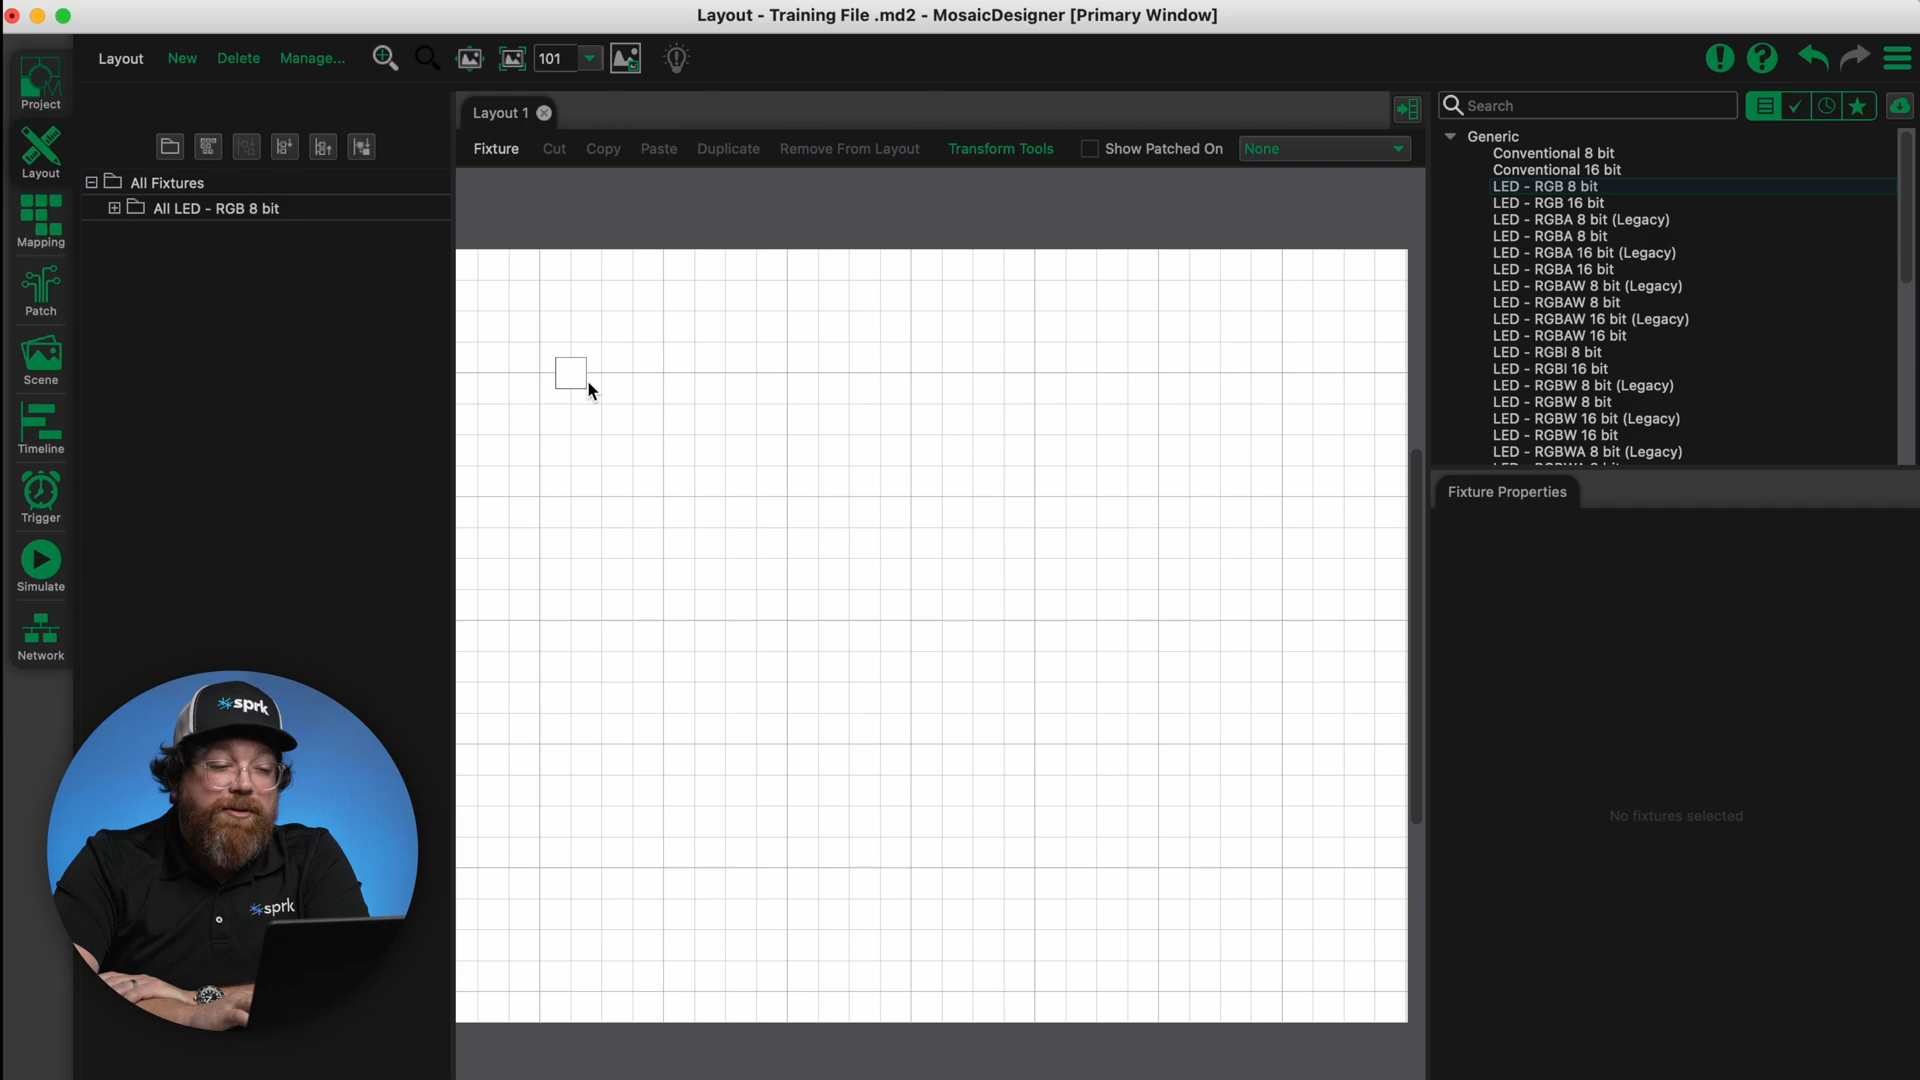 Layout - Training File .md2 - MosaicDesigner [Primary Window]
Layout New Delete Manage... 101
Project
Layout
Mapping
Patch
Scene
Timeline
Trigger
Simulate
Network
All Fixtures
All LED - RGB 8 bit
Layout 1
Fixture Cut Copy Paste Duplicate Remove From Layout Transform Tools Show Patched On None
Search
Generic
Conventional 8 bit
Conventional 16 bit
LED - RGB 8 bit
LED - RGB 16 bit
LED - RGBA 8 bit (Legacy)
LED - RGBA 8 bit
LED - RGBA 16 bit (Legacy)
LED - RGBA 16 bit
LED - RGBAW 8 bit (Legacy)
LED - RGBAW 8 bit
LED - RGBAW 16 bit (Legacy)
LED - RGBAW 16 bit
LED - RGBI 8 bit
LED - RGBI 16 bit
LED - RGBW 8 bit (Legacy)
LED - RGBW 8 bit
LED - RGBW 16 bit (Legacy)
LED - RGBW 16 bit
LED - RGBWA 8 bit (Legacy)
Fixture Properties
No fixtures selected
sprk
sprk